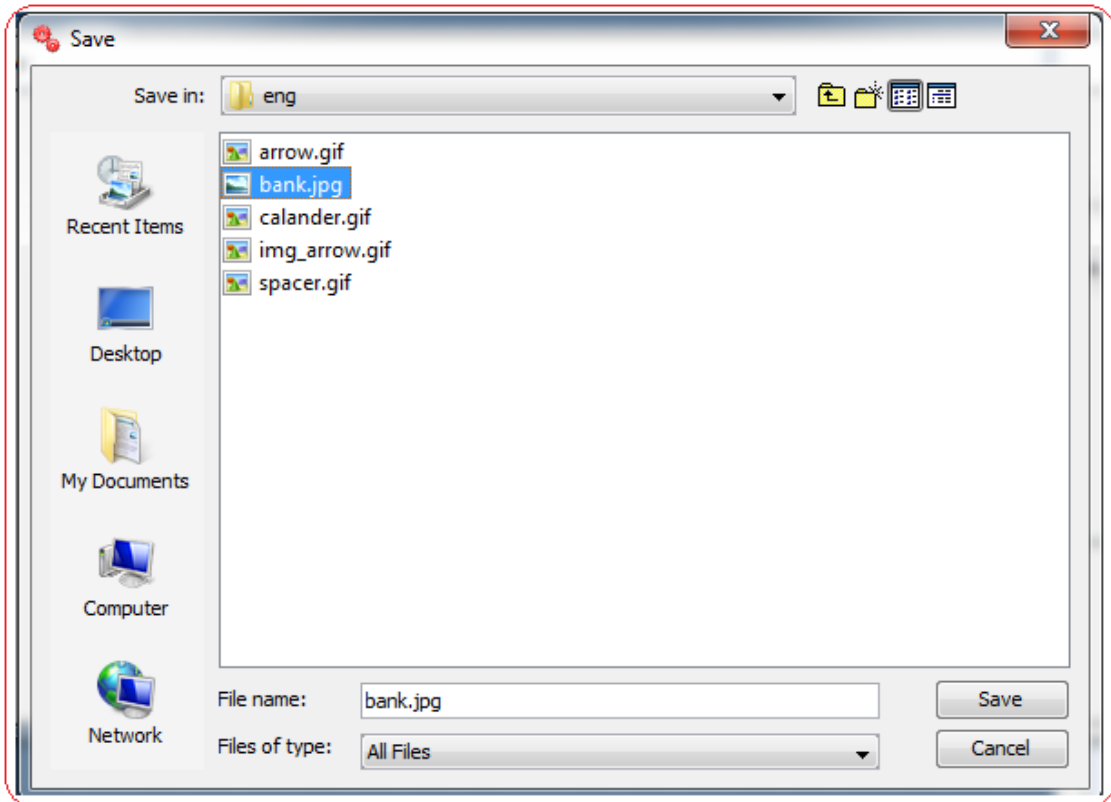 Save
Save in: eng
arrow.gif
bank.jpg
calander.gif
img_arrow.gif
spacer.gif
Recent Items
Desktop
My Documents
Computer
Network
File name: bank.jpg Save
Files of type: All Files Cancel